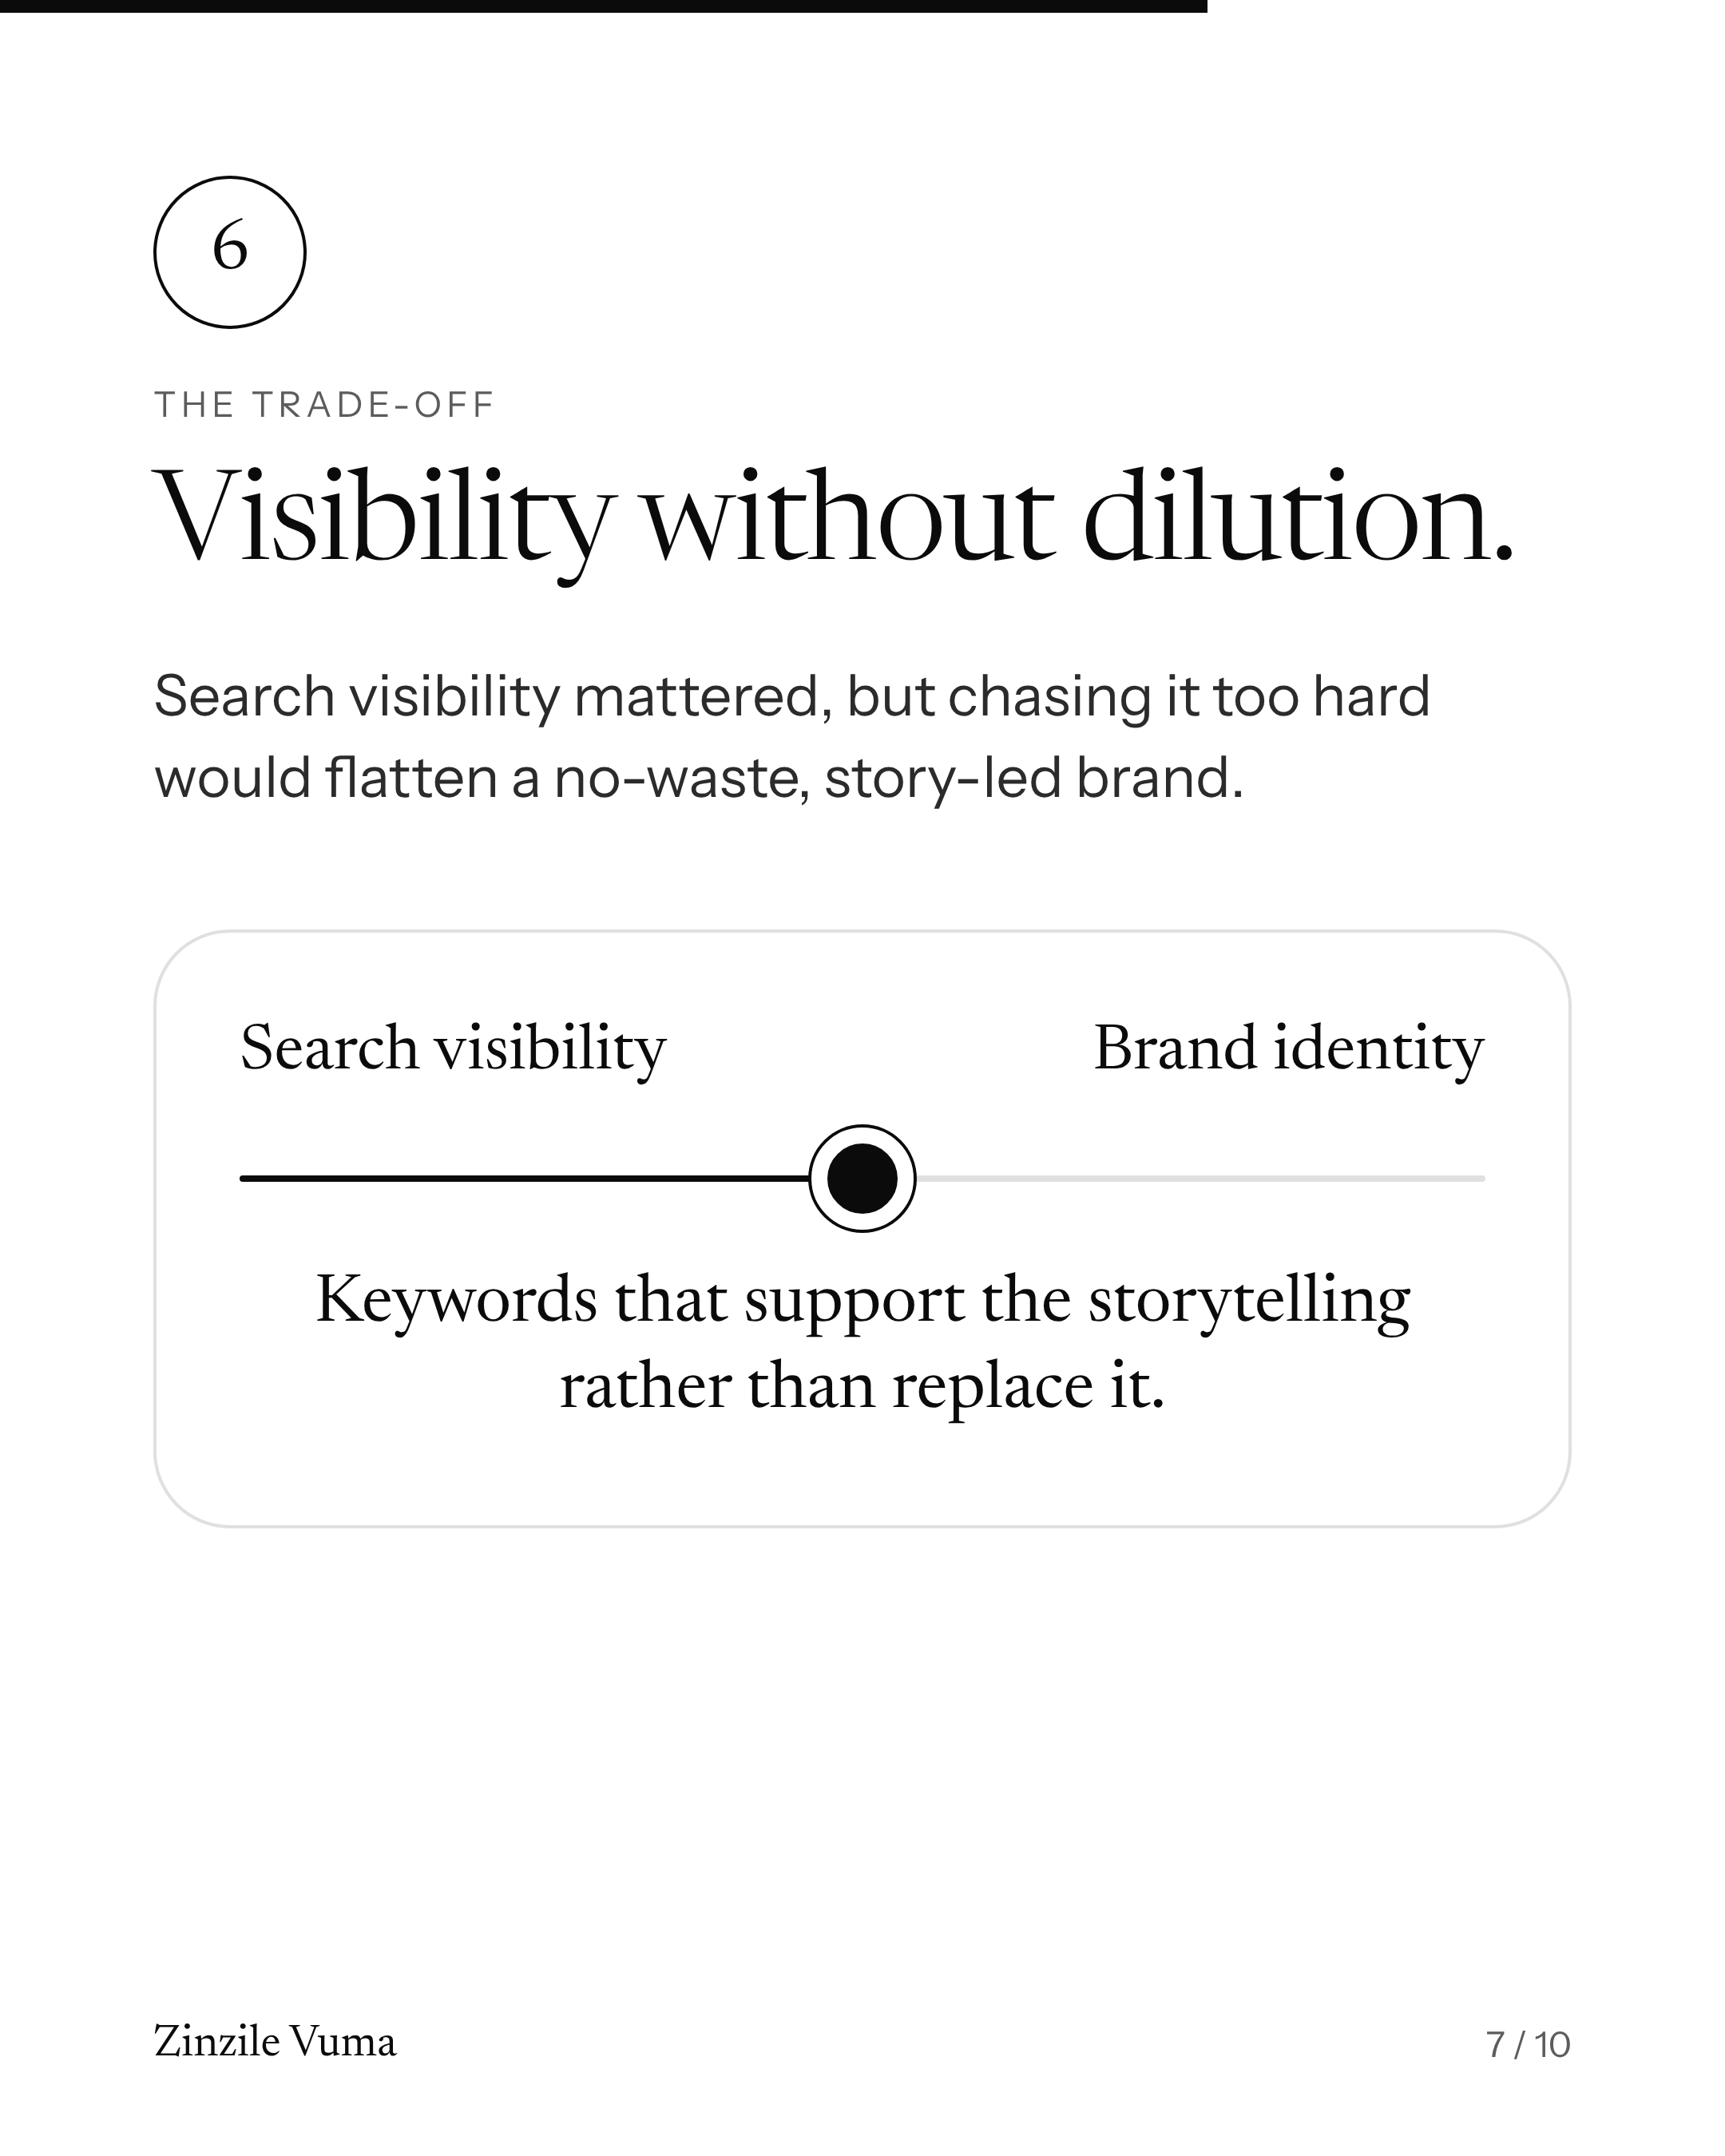 6
THE TRADE-OFF
Visibility without dilution.
Search visibility mattered, but chasing it too hard
would flatten a no-waste, story-led brand.
Search visibility
Brand identity
Keywords that support the storytelling
rather than replace it.
Zinzile Vuma
7 / 10